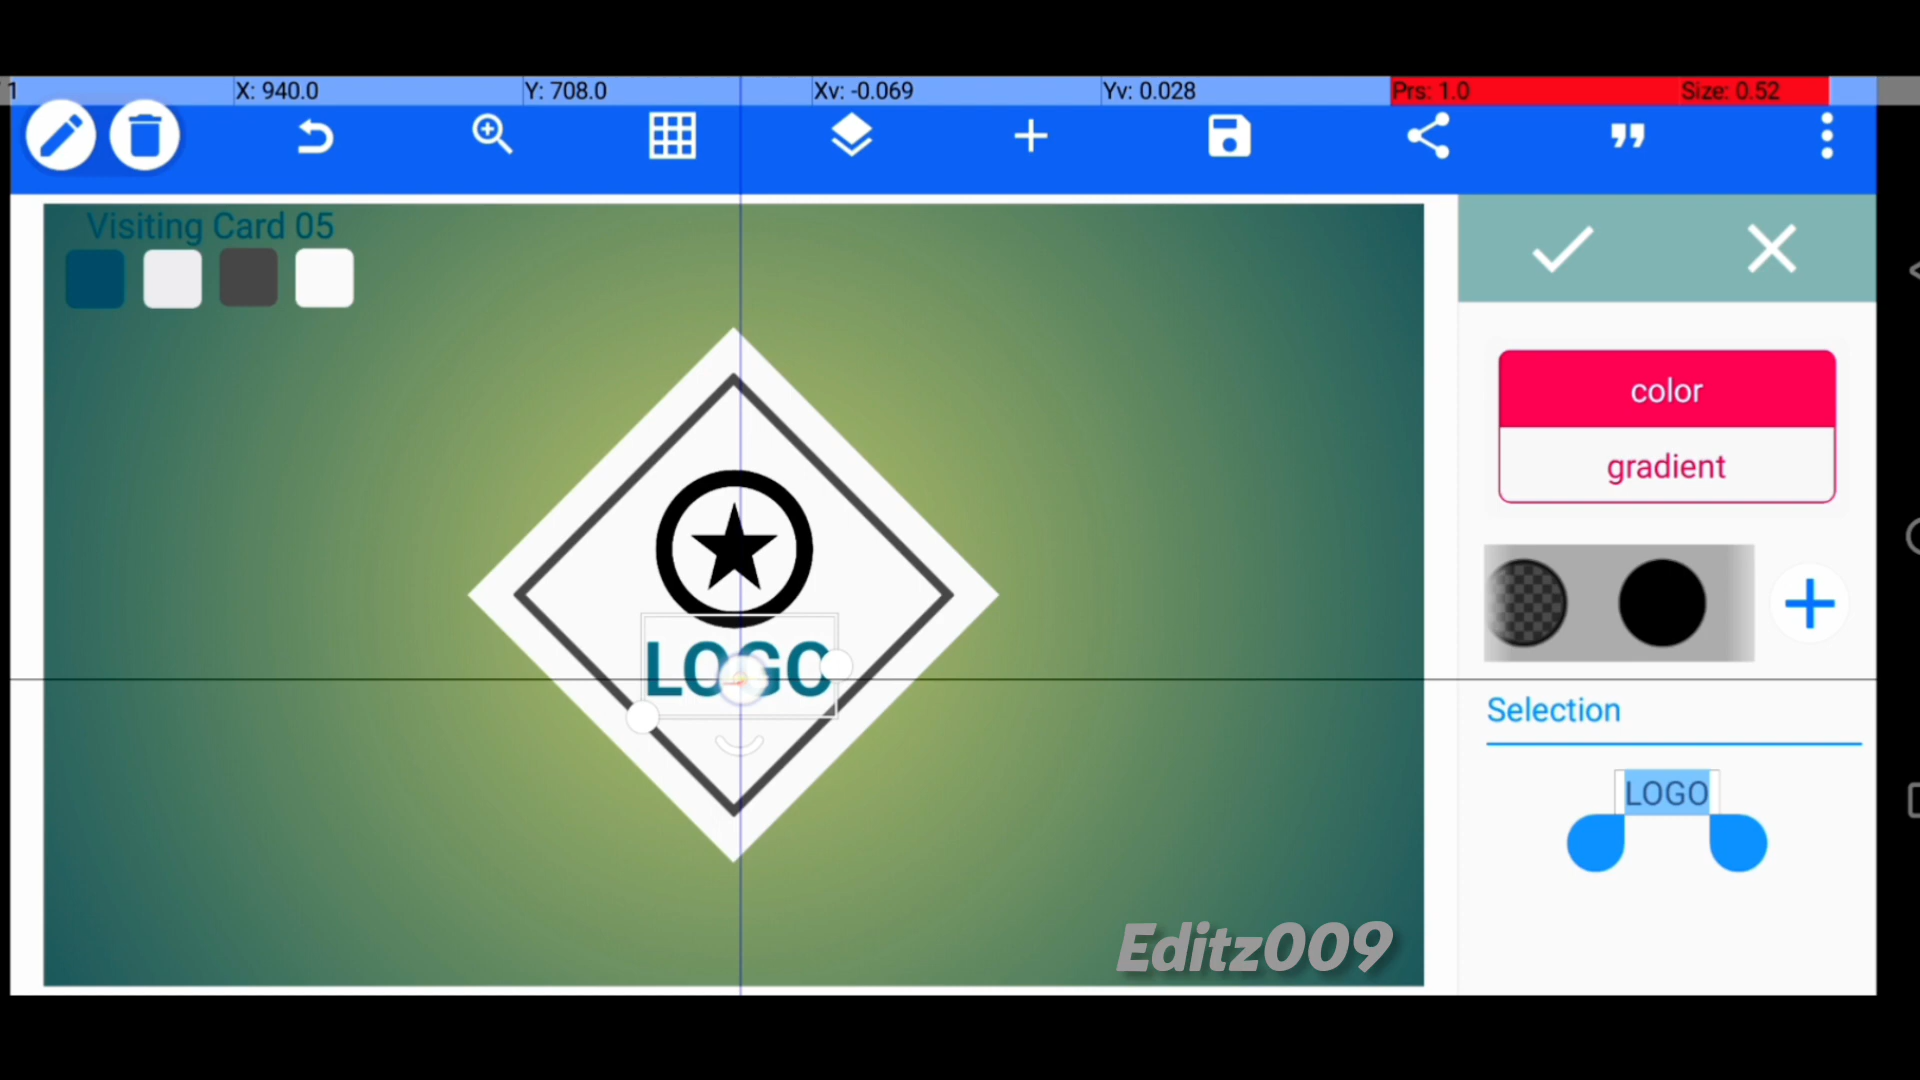 1 X: 940.0 Y: 708.0 Xv: -0.069 Yv: 0.028 Prs: 1.0 Size: 0.52
Visiting Card 05
color
gradient
LOGO
Selection
LOGO
Editz009